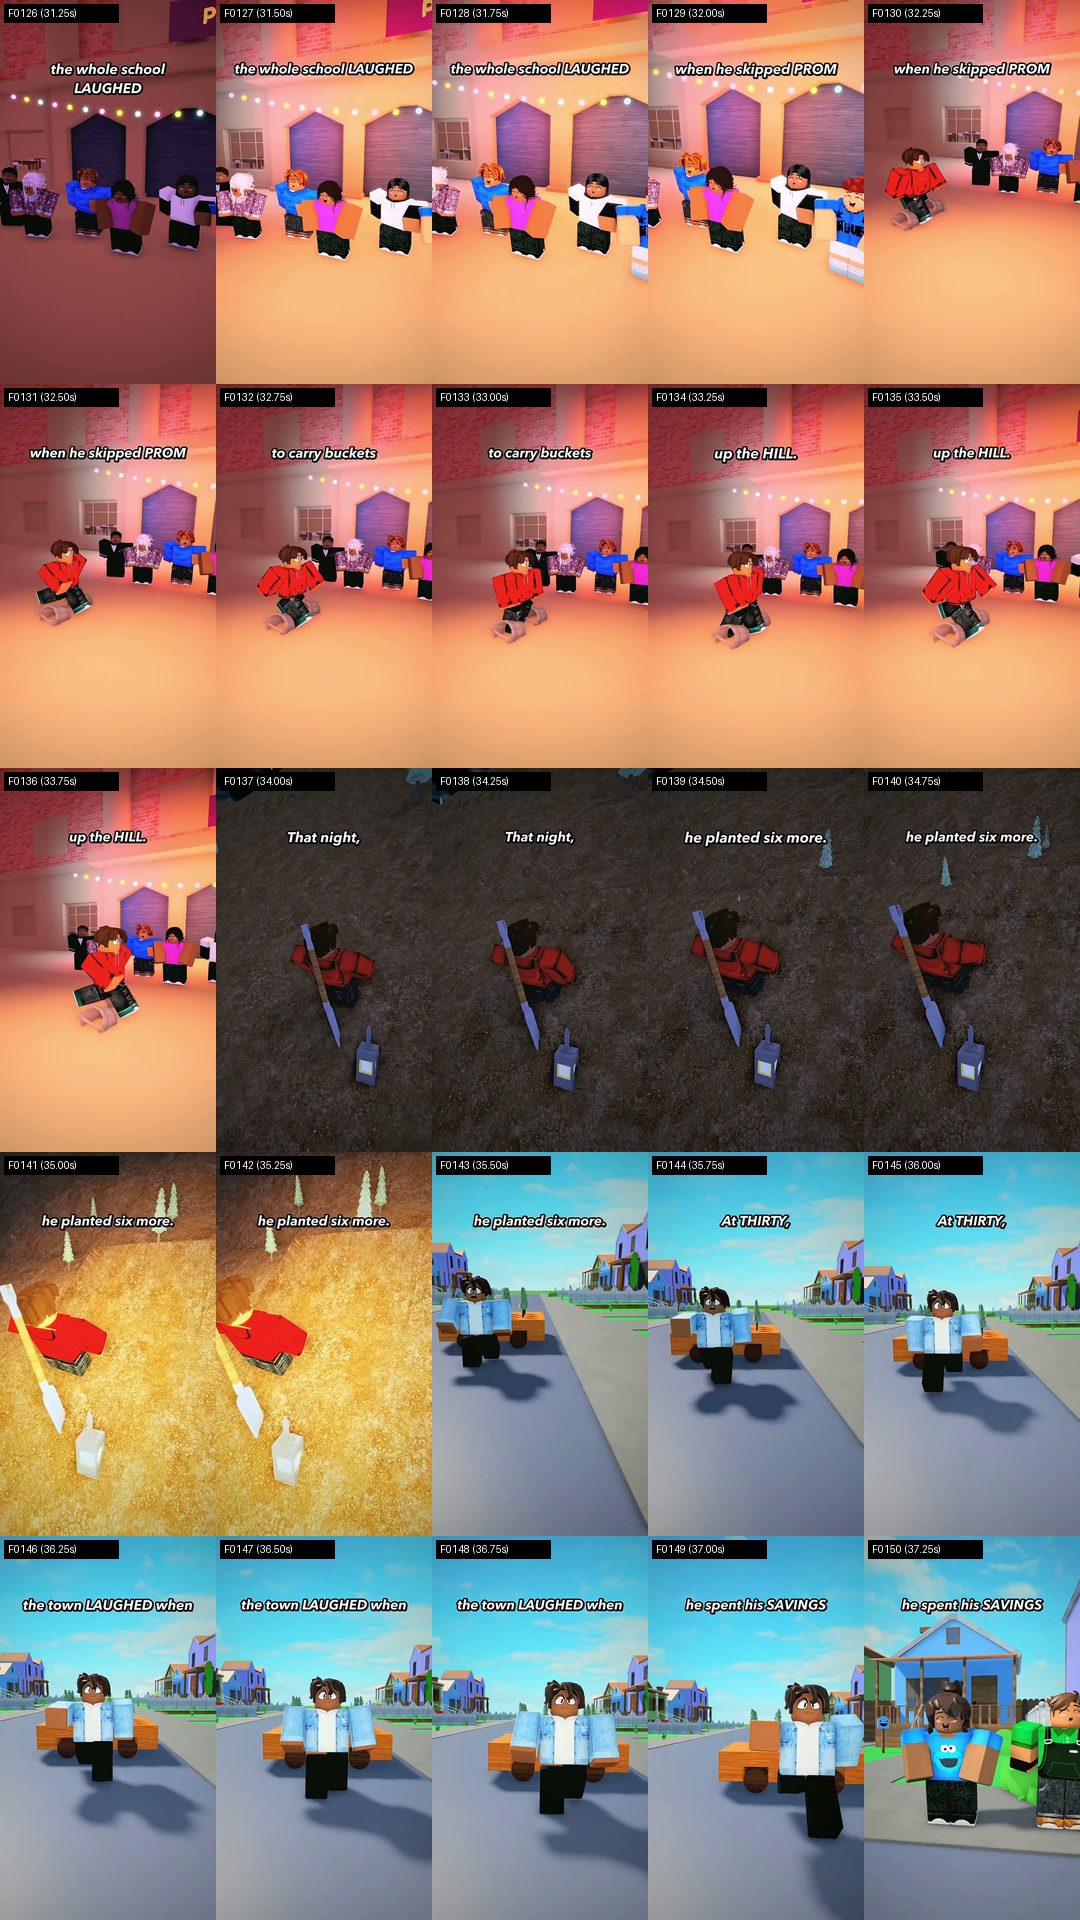 F0126 (31.25s)
P
the whole school
LAUGHED
F0127 (31.50s)
P
the whole school LAUGHED
F0128 (31.75s)
the whole school LAUGHED
F0129 (32.00s)
when he skipped PROM
F0130 (32.25s)
when he skipped PROM
F0131 (32.50s)
when he skipped PROM
F0132 (32.75s)
to carry buckets
F0133 (33.00s)
to carry buckets
F0134 (33.25s)
up the HILL.
F0135 (33.50s)
up the HILL.
F0136 (33.75s)
up the HILL.
F0137 (34.00s)
That night,
F0138 (34.25s)
That night,
F0139 (34.50s)
he planted six more.
F0140 (34.75s)
he planted six more.
F0141 (35.00s)
he planted six more.
F0142 (35.25s)
he planted six more.
F0143 (35.50s)
he planted six more.
F0144 (35.75s)
At THIRTY,
F0145 (36.00s)
At THIRTY,
F0146 (36.25s)
the town LAUGHED when
F0147 (36.50s)
the town LAUGHED when
F0148 (36.75s)
the town LAUGHED when
F0149 (37.00s)
he spent his SAVINGS
F0150 (37.25s)
he spent his SAVINGS